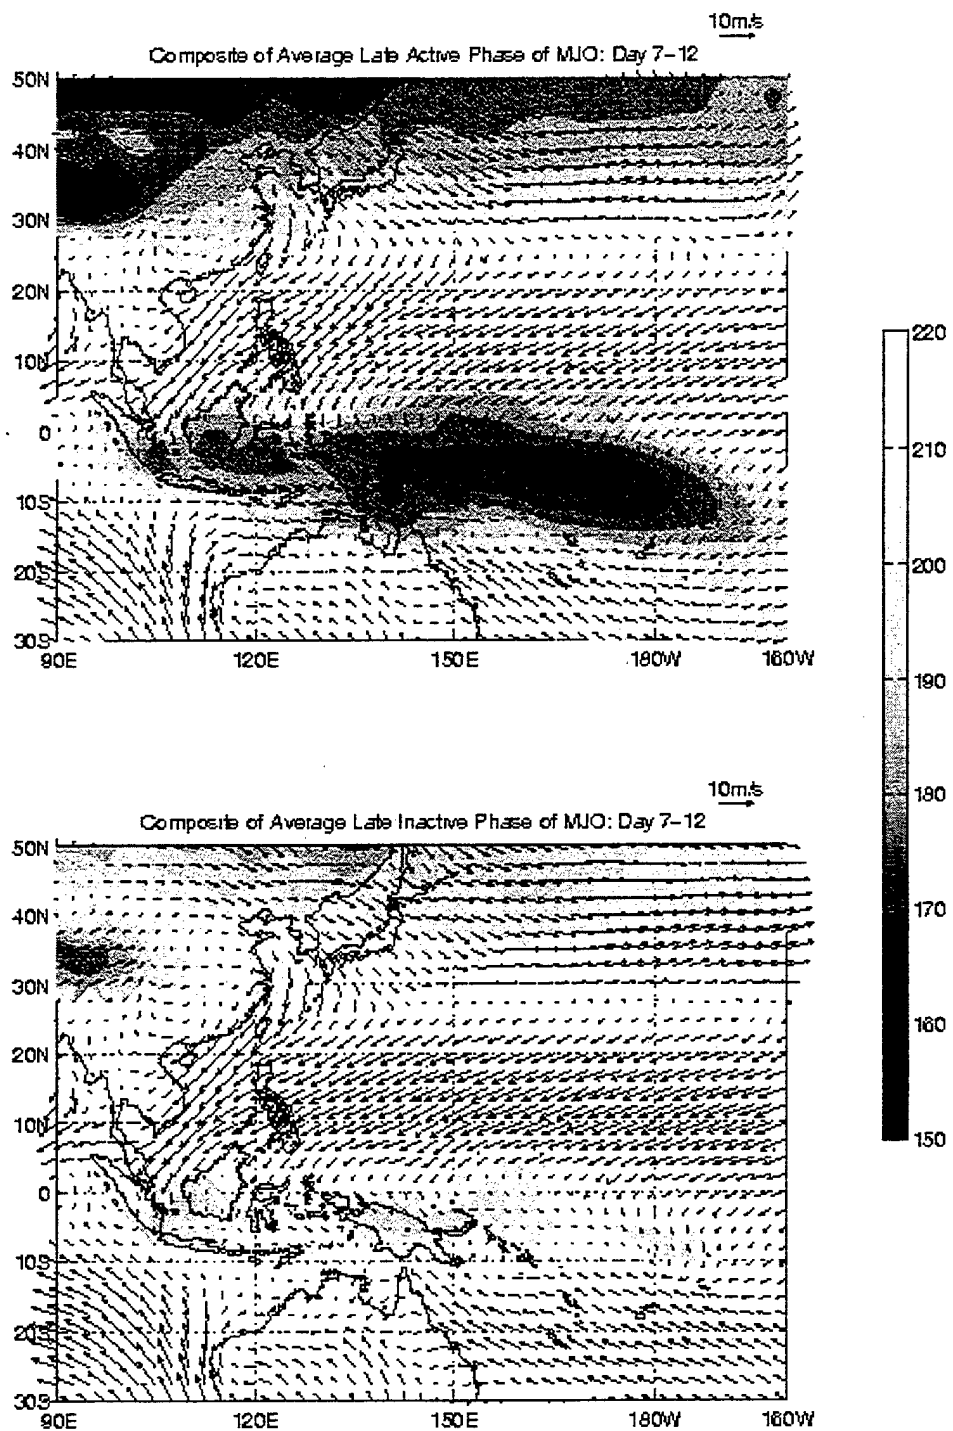 10m/s
Composite of Average Late Active Phase of MJO: Day 7-12
50N
40N
30N
20N
10N
0
10S
20S
30S
90E 120E 150E 180W 160W
220
210
200
190
180
170
160
150
10m/s
Composite of Average Late Inactive Phase of MJO: Day 7-12
50N
40N
30N
20N
10N
0
10S
20S
30S
90E 120E 150E 180W 160W